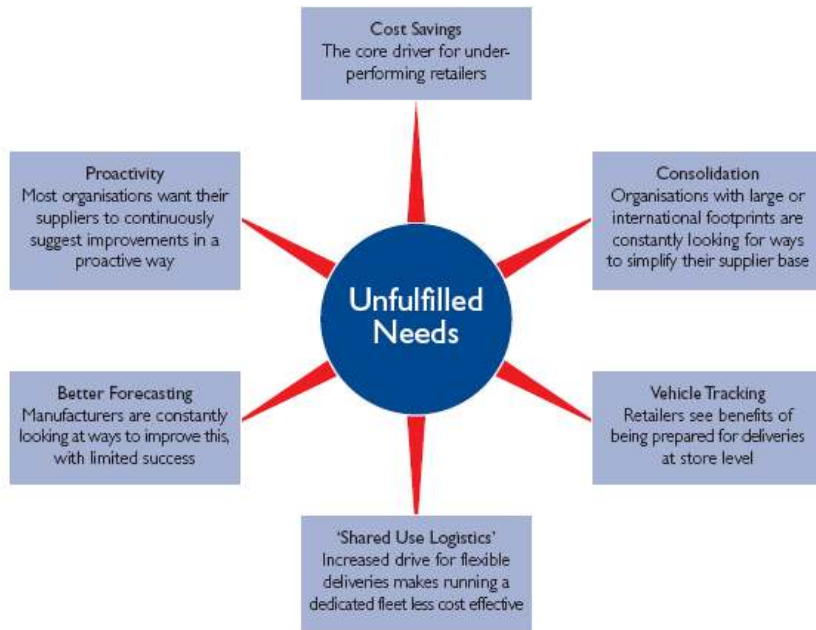 Cost Savings
The core driver for under-
performing retailers
Proactivity
Most organisations want their
suppliers to continuously
suggest improvements in a
proactive way
Consolidation
Organisations with large or
international footprints are
constantly looking for ways
to simplify their supplier base
Unfulfilled
Needs
Better Forecasting
Manufacturers are constantly
looking at ways to improve this,
with limited success
Vehicle Tracking
Retailers see benefits of
being prepared for deliveries
at store level
‘Shared Use Logistics’
Increased drive for flexible
deliveries makes running a
dedicated fleet less cost effective